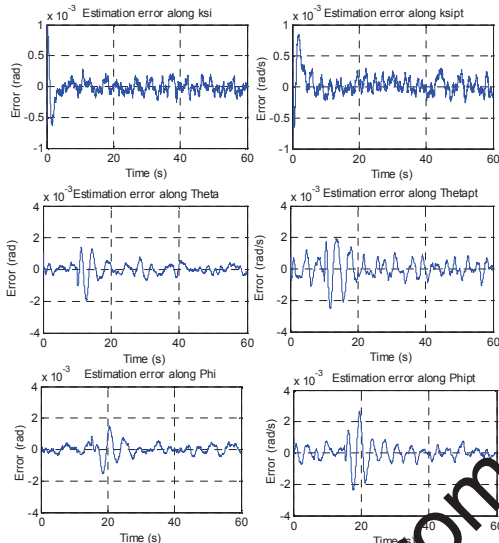 x 10^-3 Estimation error along ksi
1
0.5
0
-0.5
-1
0 20 40 60
Error (rad)
Time (s)
x 10^-3 Estimation error along ksipt
1
0.5
0
-0.5
-1
0 20 40 60
Error (rad/s)
Time (s)
x 10^-3 Estimation error along Theta
4
2
0
-2
-4
0 20 40 60
Error (rad)
Time (s)
x 10^-3 Estimation error along Thetapt
4
2
0
-2
-4
0 20 40 60
Error (rad/s)
Time (s)
x 10^-3 Estimation error along Phi
4
2
0
-2
-4
0 20 40 60
Error (rad)
Time (s)
x 10^-3 Estimation error along Phipt
4
2
0
-2
-4
0 20 40 60
Error (rad/s)
Time (s)
com